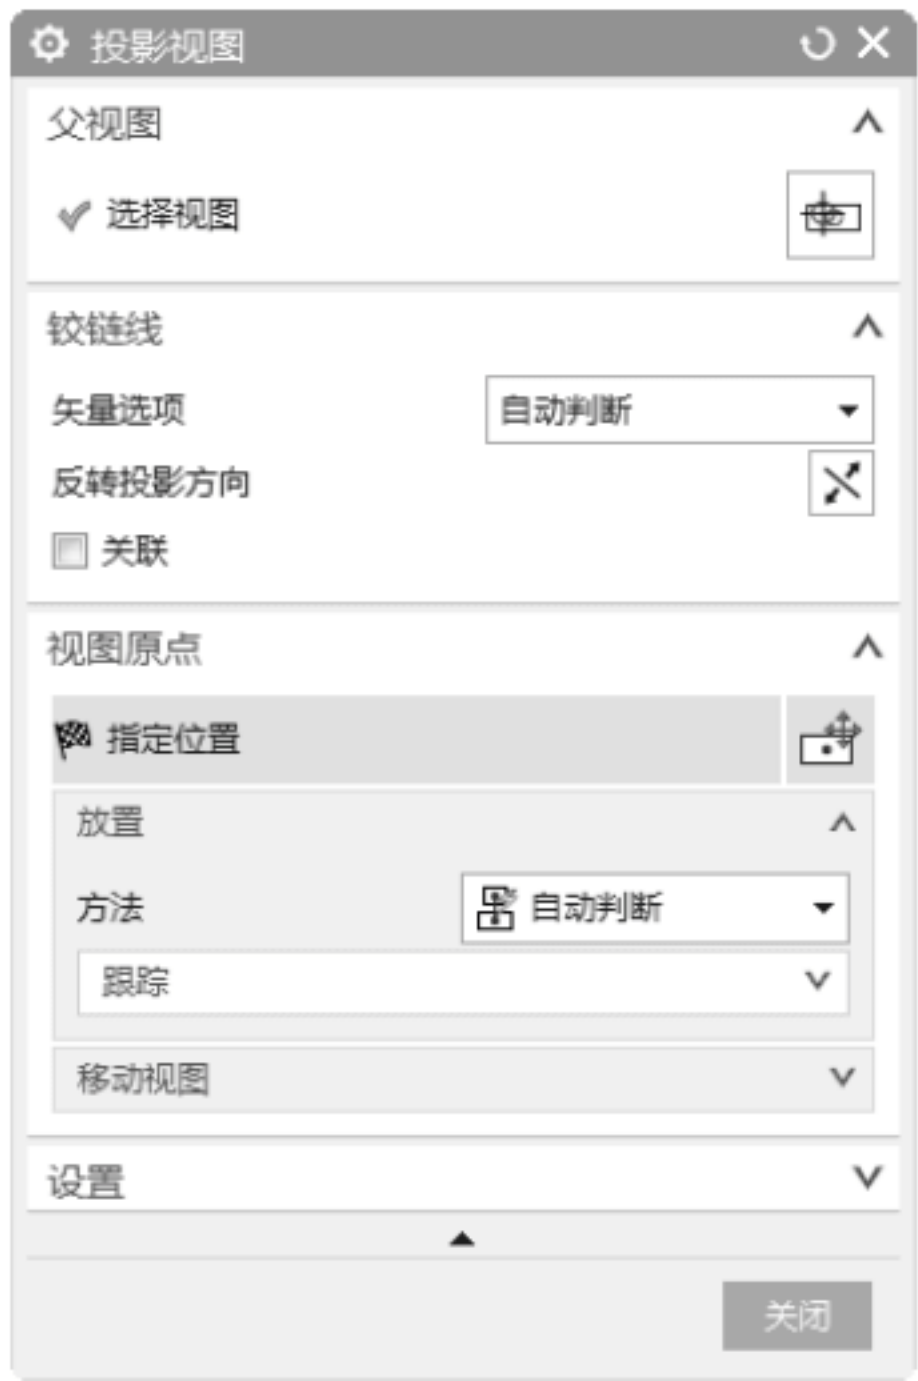 投影视图
父视图
选择视图
铰链线
矢量选项 自动判断
反转投影方向
关联
视图原点
指定位置
放置
方法 自动判断
跟踪
移动视图
设置
关闭